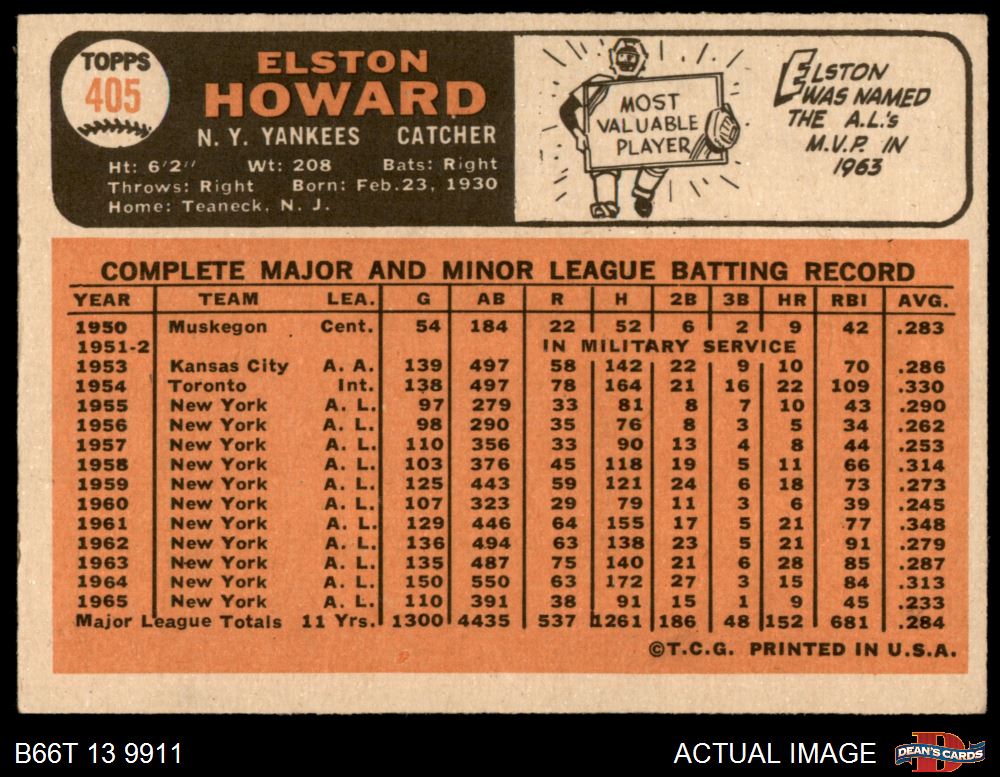 TOPPS
405
ELSTON
HOWARD
N. Y. YANKEES CATCHER
Ht: 6'2" Wt: 208 Bats: Right
Throws: Right Born: Feb.23, 1930
Home: Teaneck, N. J.
MOST
VALUABLE
PLAYER
ELSTON
WAS NAMED
THE A.L.'s
M.V.P. IN
1963
COMPLETE MAJOR AND MINOR LEAGUE BATTING RECORD
YEAR TEAM LEA. G AB R H 2B 3B HR RBI AVG.
1950 Muskegon Cent. 54 184 22 52 6 2 9 42 .283
1951-2 IN MILITARY SERVICE
1953 Kansas City A. A. 139 497 58 142 22 9 10 70 .286
1954 Toronto Int. 138 497 78 164 21 16 22 109 .330
1955 New York A. L. 97 279 33 81 8 7 10 43 .290
1956 New York A. L. 98 290 35 76 8 3 5 34 .262
1957 New York A. L. 110 356 33 90 13 4 8 44 .253
1958 New York A. L. 103 376 45 118 19 5 11 66 .314
1959 New York A. L. 125 443 59 121 24 6 18 73 .273
1960 New York A. L. 107 323 29 79 11 3 6 39 .245
1961 New York A. L. 129 446 64 155 17 5 21 77 .348
1962 New York A. L. 136 494 63 138 23 5 21 91 .279
1963 New York A. L. 135 487 75 140 21 6 28 85 .287
1964 New York A. L. 150 550 63 172 27 3 15 84 .313
1965 New York A. L. 110 391 38 91 15 1 9 45 .233
Major League Totals 11 Yrs. 1300 4435 537 1261 186 48 152 681 .284
©T.C.G. PRINTED IN U.S.A.
B66T 13 9911 ACTUAL IMAGE
D
DEAN'S CARDS